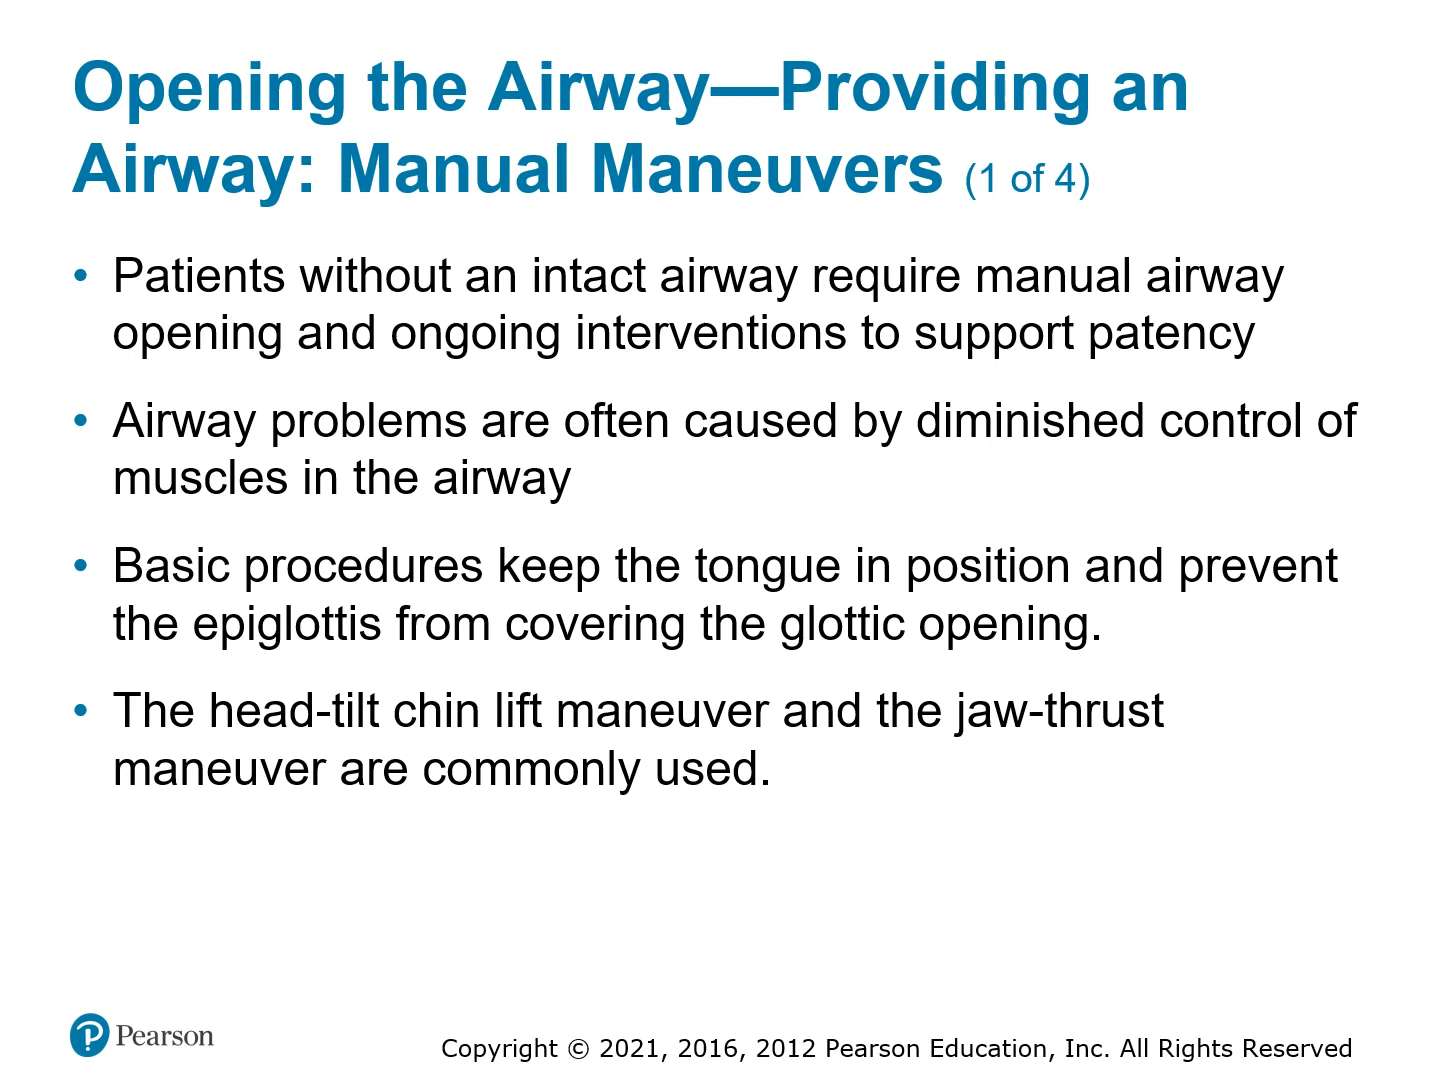 Opening the Airway—Providing an
Airway: Manual Maneuvers (1 of 4)
• Patients without an intact airway require manual airway
opening and ongoing interventions to support patency
• Airway problems are often caused by diminished control of
muscles in the airway
• Basic procedures keep the tongue in position and prevent
the epiglottis from covering the glottic opening.
• The head-tilt chin lift maneuver and the jaw-thrust
maneuver are commonly used.
Pearson
Copyright © 2021, 2016, 2012 Pearson Education, Inc. All Rights Reserved